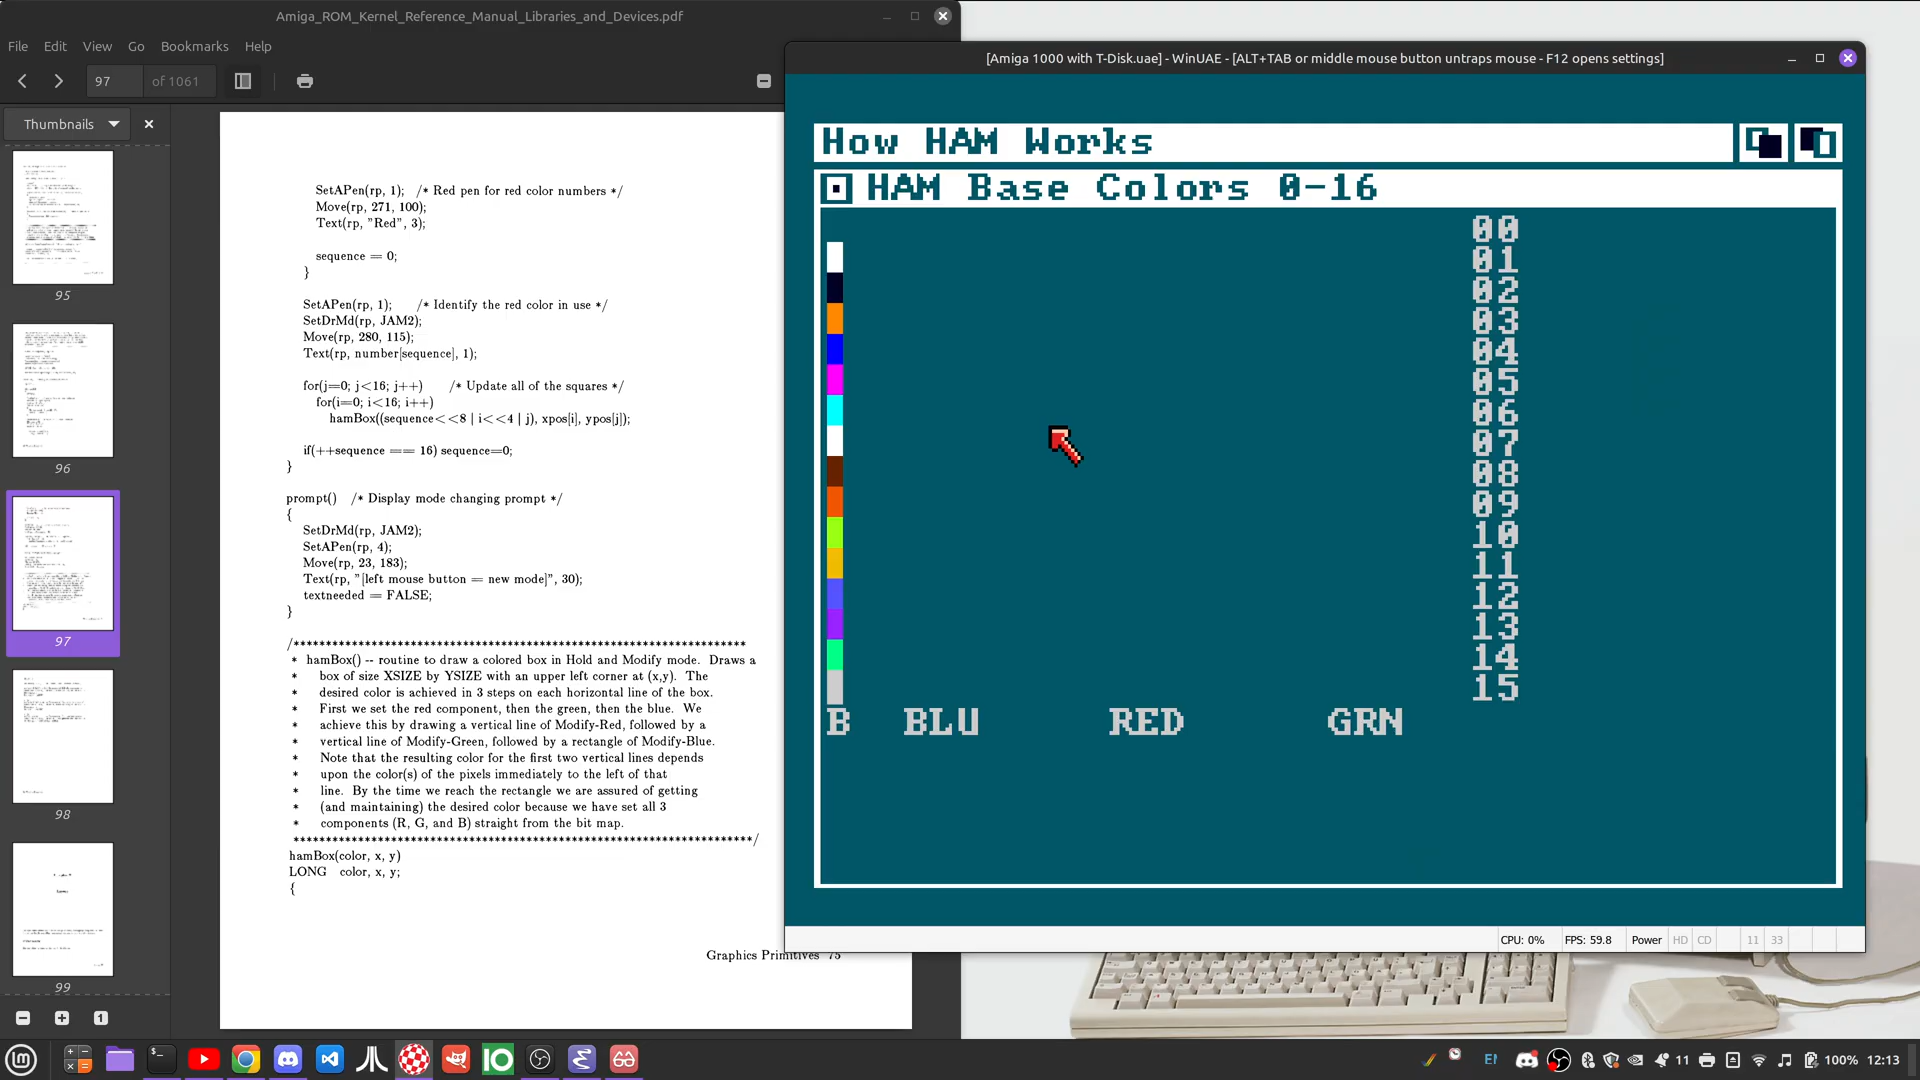 Amiga_ROM_Kernel_Reference_Manual_Libraries_and_Devices.pdf
File Edit View Go Bookmarks Help
97 of 1061
Thumbnails
95
96
97
98
99
SetAPen(rp, 1); /* Red pen for red color numbers */
Move(rp, 271, 100);
Text(rp, "Red", 3);
sequence = 0;
}
SetAPen(rp, 1); /* Identify the red color in use */
SetDrMd(rp, JAM2);
Move(rp, 280, 115);
Text(rp, number[sequence], 1);
for(j=0; j<16; j++) /* Update all of the squares */
for(i=0; i<16; i++)
hamBox((sequence<<8 | i<<4 | j), xpos[i], ypos[j]);
if(++sequence == 16) sequence=0;
}
prompt() /* Display mode changing prompt */
{
SetDrMd(rp, JAM2);
SetAPen(rp, 4);
Move(rp, 23, 183);
Text(rp, "[left mouse button = new mode]", 30);
textneeded = FALSE;
}
/**********************************************************************
* hamBox() -- routine to draw a colored box in Hold and Modify mode. Draws a
* box of size XSIZE by YSIZE with an upper left corner at (x,y). The
* desired color is achieved in 3 steps on each horizontal line of the box.
* First we set the red component, then the green, then the blue. We
* achieve this by drawing a vertical line of Modify-Red, followed by a
* vertical line of Modify-Green, followed by a rectangle of Modify-Blue.
* Note that the resulting color for the first two vertical lines depends
* upon the color(s) of the pixels immediately to the left of that
* line. By the time we reach the rectangle we are assured of getting
* (and maintaining) the desired color because we have set all 3
* components (R, G, and B) straight from the bit map.
**********************************************************************/
hamBox(color, x, y)
LONG color, x, y;
{
Graphics Primitives 75
[Amiga 1000 with T-Disk.uae] - WinUAE - [ALT+TAB or middle mouse button untraps mouse - F12 opens settings]
How HAM Works
HAM Base Colors 0-16
00
01
02
03
04
05
06
07
08
09
10
11
12
13
14
15
B BLU RED GRN
CPU: 0% FPS: 59.8 Power HD CD 11 33
11 100% 12:13